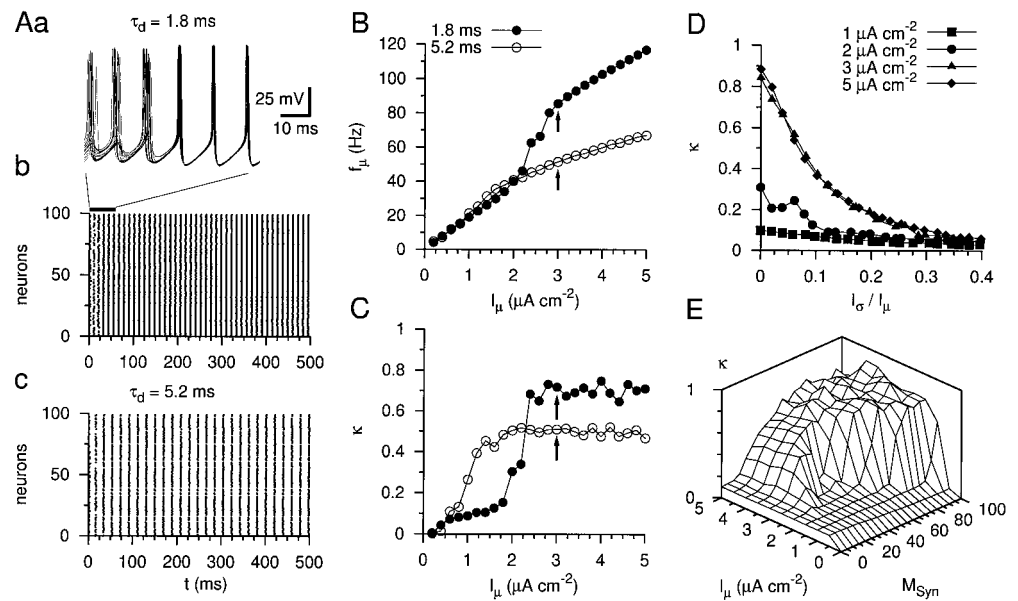 Aa
τd = 1.8 ms
25 mV
10 ms
b
100
50
0
neurons
0 100 200 300 400 500
c
τd = 5.2 ms
100
50
0
neurons
0 100 200 300 400 500
t (ms)
B
1.8 ms
5.2 ms
120
100
80
60
40
20
0
fμ (Hz)
0 1 2 3 4 5
Iμ (μA cm-2)
C
1
0.8
0.6
0.4
0.2
0
κ
0 1 2 3 4 5
Iμ (μA cm-2)
D
1 μA cm-2
2 μA cm-2
3 μA cm-2
5 μA cm-2
1
0.8
0.6
0.4
0.2
0
κ
0 0.1 0.2 0.3 0.4
Iσ / Iμ
E
κ
1
0
5 4 3 2 1 0
0 20 40 60 80 100
Iμ (μA cm-2)
MSyn